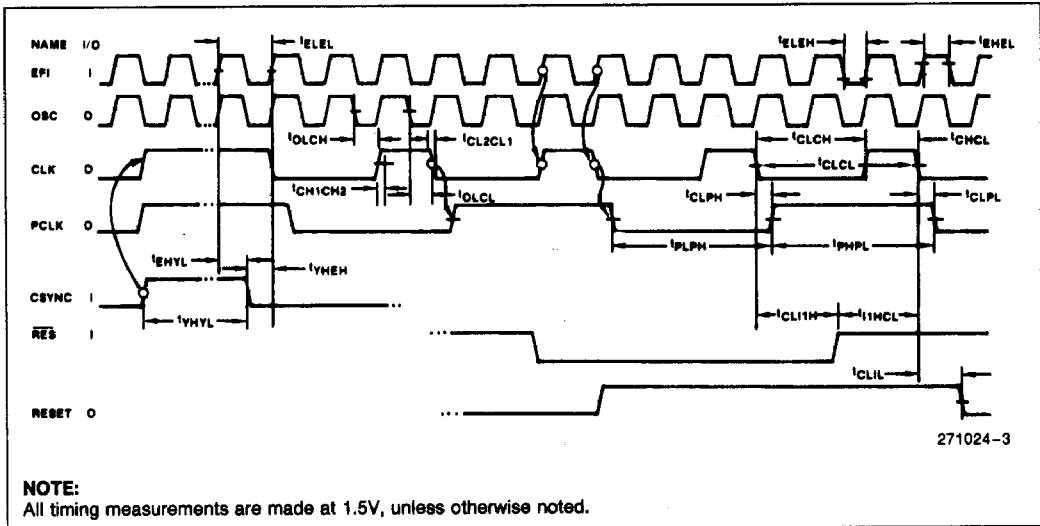 NAME I/O
EFI I
OSC O
CLK O
PCLK O
CSYNC I
RES I
RESET O
tELEL
tELEH
tEHEL
tOLCH
tCL2CL1
tCLCH
tCHCL
tCLCL
tCH1CH2
tOLCL
tCLPH
tCLPL
tPLPH
tPHPL
tEHYL
tYHEH
tYHYL
tCLI1H
tI1HCL
tCLIL
271024-3
NOTE:
All timing measurements are made at 1.5V, unless otherwise noted.